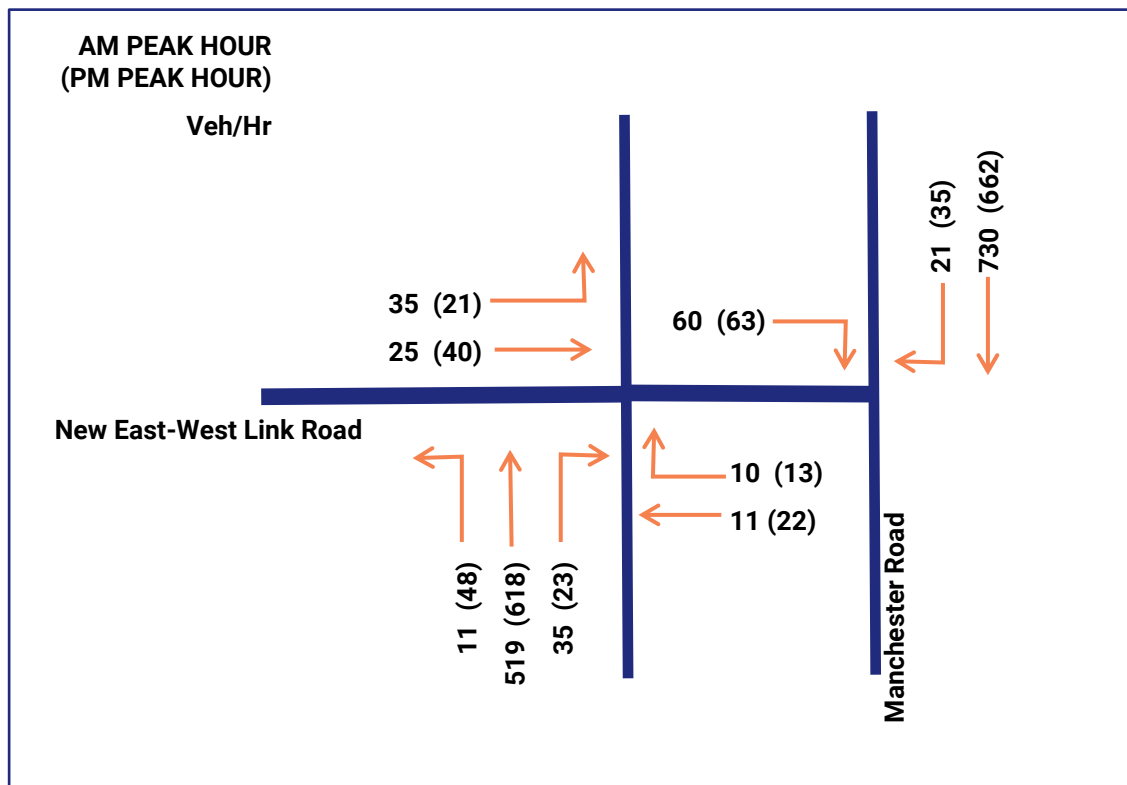 AM PEAK HOUR
(PM PEAK HOUR)
Veh/Hr
21 (35)
730 (662)
35 (21)
60 (63)
25 (40)
New East-West Link Road
10 (13)
11 (22)
11 (48)
519 (618)
35 (23)
Manchester Road